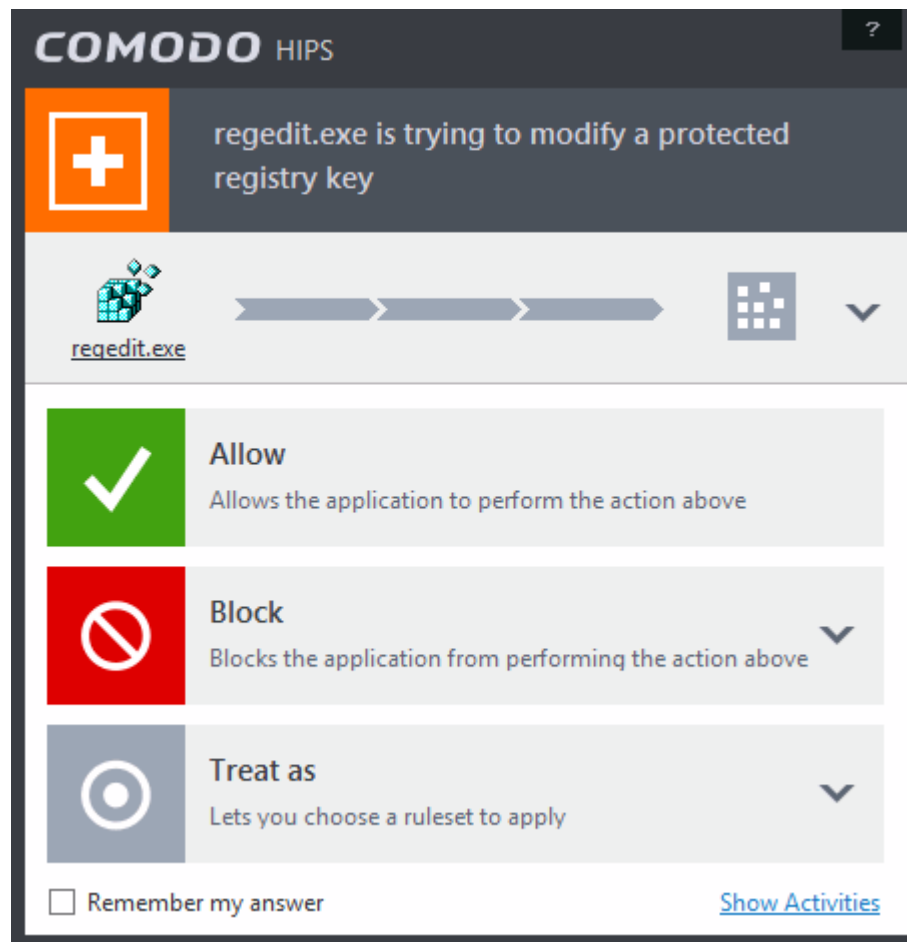 COMODO HIPS
?
regedit.exe is trying to modify a protected
registry key
regedit.exe
Allow
Allows the application to perform the action above
Block
Blocks the application from performing the action above
Treat as
Lets you choose a ruleset to apply
Remember my answer
Show Activities